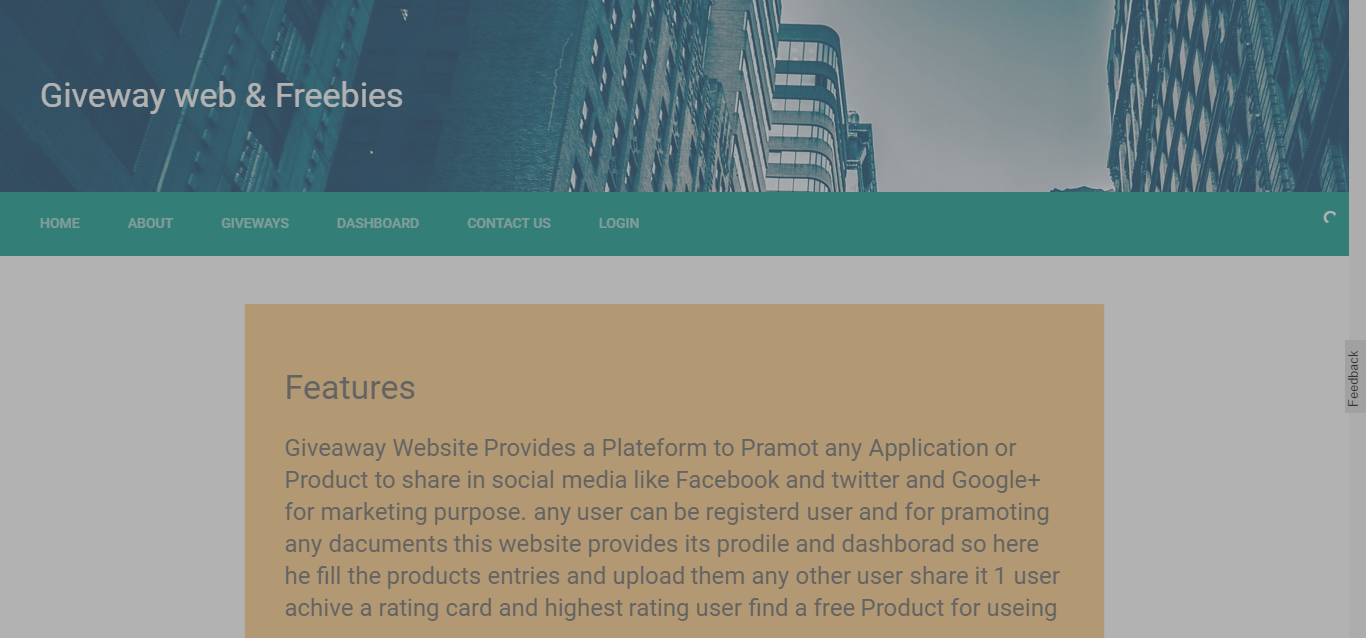 Giveway web & Freebies
HOME ABOUT GIVEWAYS DASHBOARD CONTACT US LOGIN
Feedback
Features
Giveaway Website Provides a Plateform to Pramot any Application or
Product to share in social media like Facebook and twitter and Google+
for marketing purpose. any user can be registerd user and for pramoting
any dacuments this website provides its prodile and dashborad so here
he fill the products entries and upload them any other user share it 1 user
achive a rating card and highest rating user find a free Product for useing